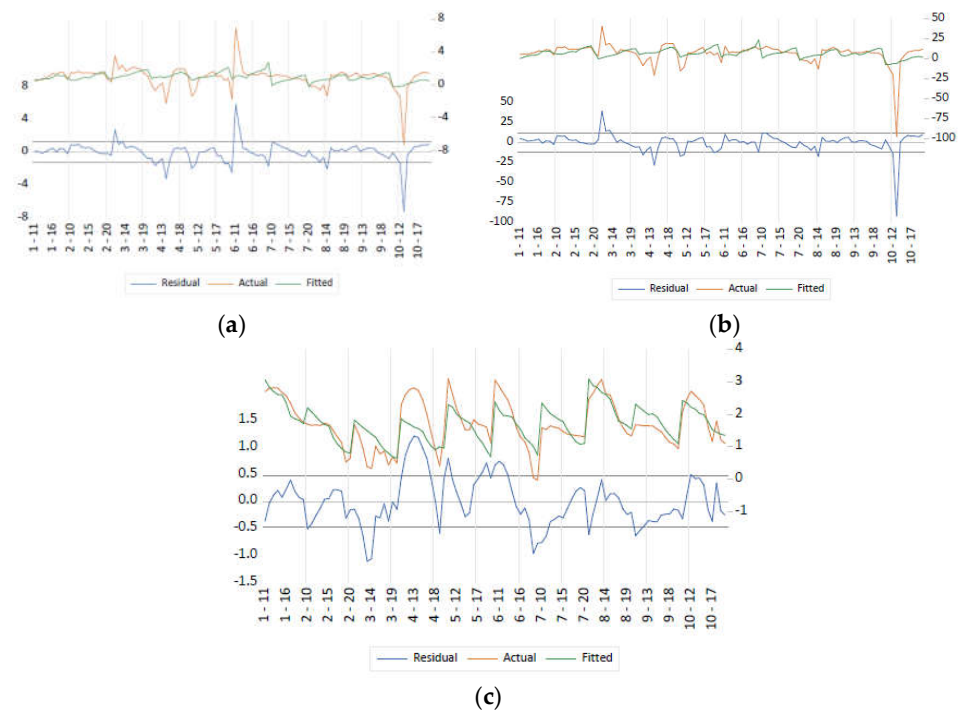 8
4
0
-4
-8
8
4
0
-4
-8
1 - 11
1 - 16
2 - 10
2 - 15
2 - 20
3 - 14
3 - 19
4 - 13
4 - 18
5 - 12
5 - 17
6 - 11
6 - 16
7 - 10
7 - 15
7 - 20
8 - 14
8 - 19
9 - 13
9 - 18
10 - 12
10 - 17
Residual Actual Fitted
(a)
50
25
0
-25
-50
-75
-100
50
25
0
-25
-50
-75
-100
1 - 11
1 - 16
2 - 10
2 - 15
2 - 20
3 - 14
3 - 19
4 - 13
4 - 18
5 - 12
5 - 17
6 - 11
6 - 16
7 - 10
7 - 15
7 - 20
8 - 14
8 - 19
9 - 13
9 - 18
10 - 12
10 - 17
Residual Actual Fitted
(b)
4
3
2
1
0
-1
1.5
1.0
0.5
0.0
-0.5
-1.0
-1.5
1 - 11
1 - 16
2 - 10
2 - 15
2 - 20
3 - 14
3 - 19
4 - 13
4 - 18
5 - 12
5 - 17
6 - 11
6 - 16
7 - 10
7 - 15
7 - 20
8 - 14
8 - 19
9 - 13
9 - 18
10 - 12
10 - 17
Residual Actual Fitted
(c)